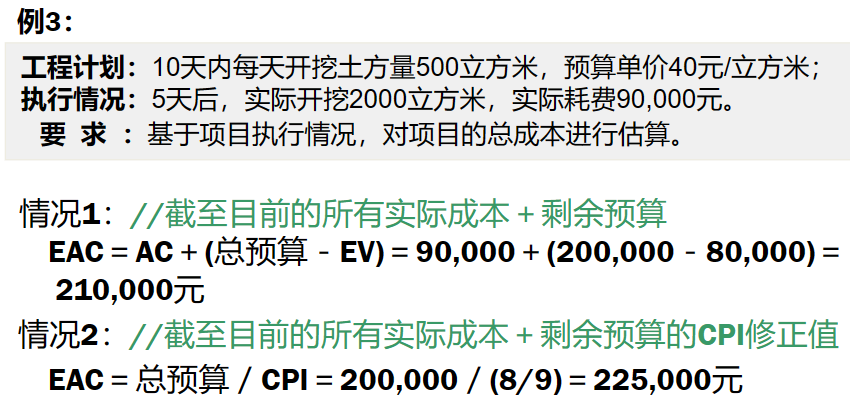 例3：
工程计划：10天内每天开挖土方量500立方米，预算单价40元/立方米；
执行情况：5天后，实际开挖2000立方米，实际耗费90,000元。
要 求 ：基于项目执行情况，对项目的总成本进行估算。
情况1：//截至目前的所有实际成本＋剩余预算
EAC＝AC＋(总预算 - EV)＝90,000＋(200,000 - 80,000)＝
210,000元
情况2：//截至目前的所有实际成本＋剩余预算的CPI修正值
EAC＝总预算 / CPI＝200,000 / (8/9)＝225,000元